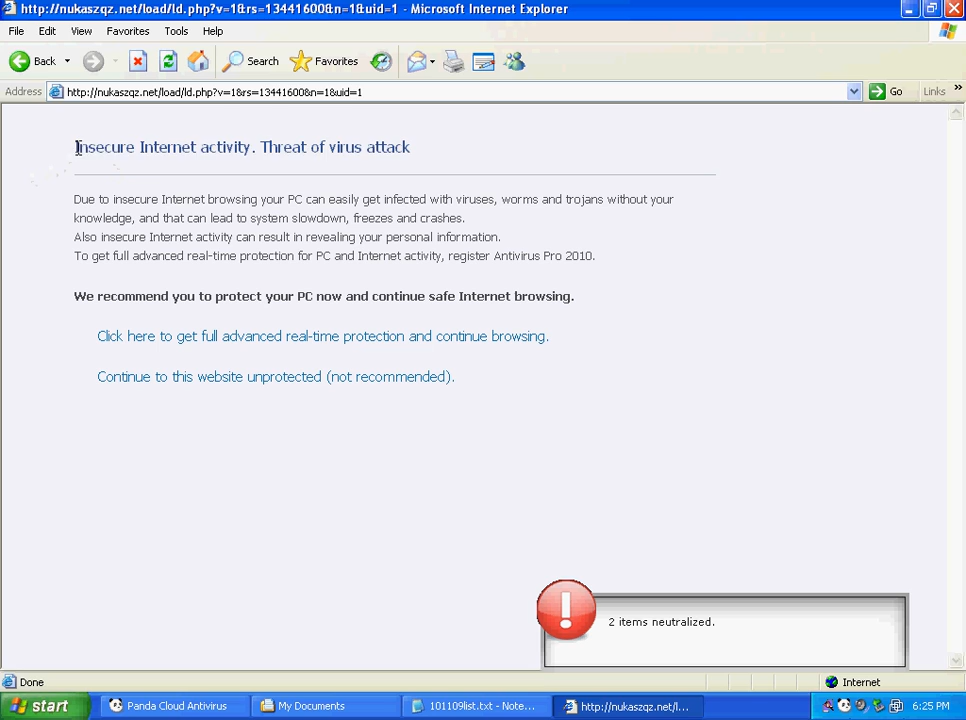 http://nukaszqz.net/load/ld.php?v=1&rs=13441600&n=1&uid=1 - Microsoft Internet Explorer
File Edit View Favorites Tools Help
Back Search Favorites
Address http://nukaszqz.net/load/ld.php?v=1&rs=13441600&n=1&uid=1 Go Links »
Insecure Internet activity. Threat of virus attack
Due to insecure Internet browsing your PC can easily get infected with viruses, worms and trojans without your
knowledge, and that can lead to system slowdown, freezes and crashes.
Also insecure Internet activity can result in revealing your personal information.
To get full advanced real-time protection for PC and Internet activity, register Antivirus Pro 2010.
We recommend you to protect your PC now and continue safe Internet browsing.
Click here to get full advanced real-time protection and continue browsing.
Continue to this website unprotected (not recommended).
2 items neutralized.
Done Internet
start Panda Cloud Antivirus My Documents 101109list.txt - Note... http://nukaszqz.net/l... 6:25 PM